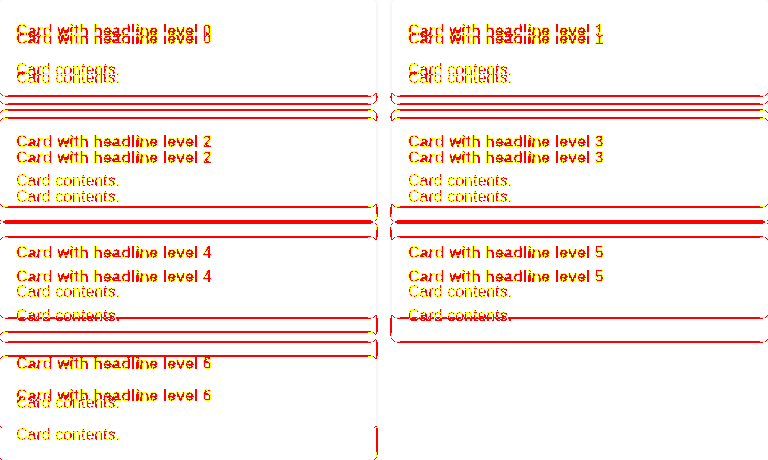 Card with headline level 0
Card with headline level 0
Card contents.
Card contents.
Card with headline level 1
Card with headline level 1
Card contents.
Card contents.
Card with headline level 2
Card with headline level 2
Card contents.
Card contents.
Card with headline level 3
Card with headline level 3
Card contents.
Card contents.
Card with headline level 4
Card with headline level 4
Card contents.
Card contents.
Card with headline level 5
Card with headline level 5
Card contents.
Card contents.
Card with headline level 6
Card with headline level 6
Card contents.
Card contents.